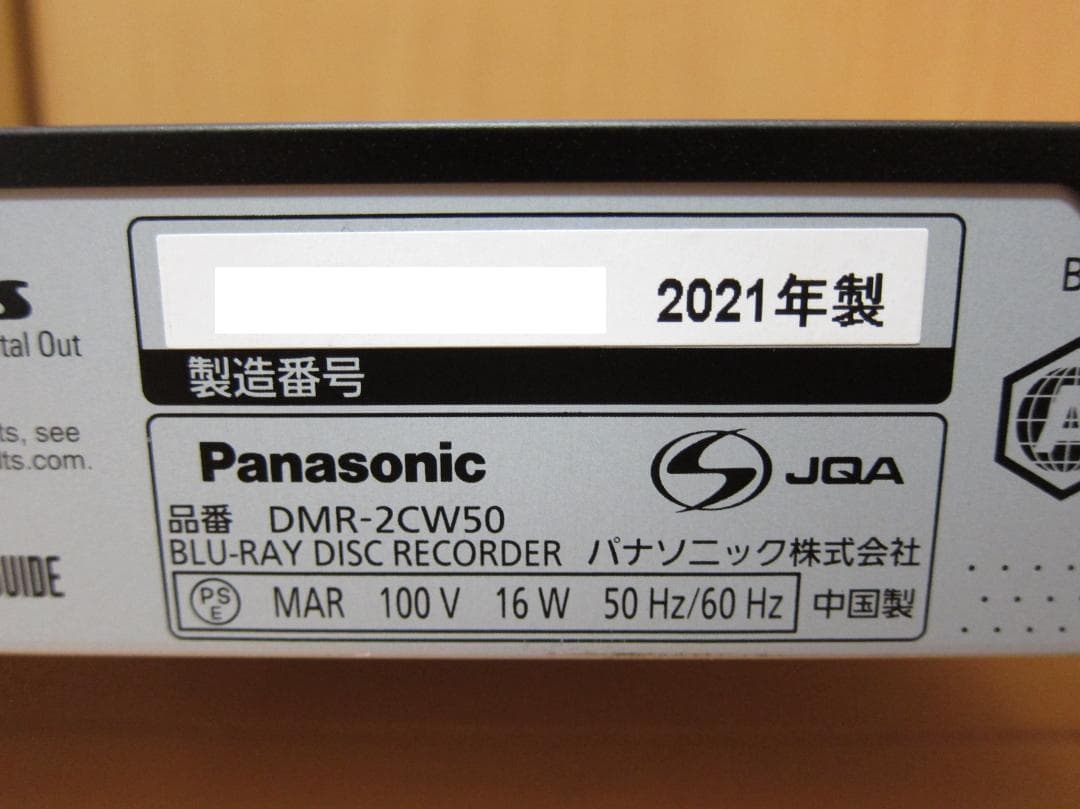 2021年製
製造番号
tal Out
ts, see
lts.com.
UIDE
Panasonic
JQA
品番 DMR-2CW50
BLU-RAY DISC RECORDER パナソニック株式会社
PSE MAR 100 V 16 W 50 Hz/60 Hz 中国製
B
A